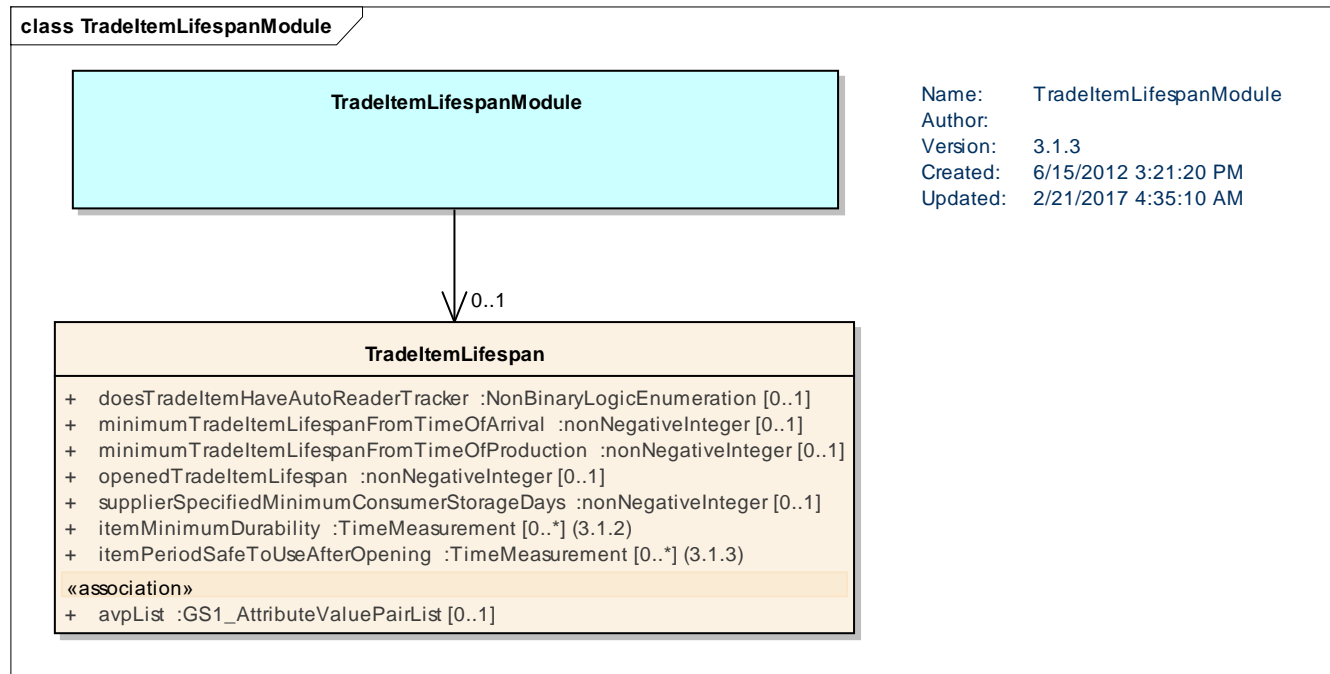 class TradeItemLifespanModule
TradeItemLifespanModule
Name: TradeItemLifespanModule
Author:
Version: 3.1.3
Created: 6/15/2012 3:21:20 PM
Updated: 2/21/2017 4:35:10 AM
0..1
TradeItemLifespan
+ doesTradeItemHaveAutoReaderTracker :NonBinaryLogicEnumeration [0..1]
+ minimumTradeItemLifespanFromTimeOfArrival :nonNegativeInteger [0..1]
+ minimumTradeItemLifespanFromTimeOfProduction :nonNegativeInteger [0..1]
+ openedTradeItemLifespan :nonNegativeInteger [0..1]
+ supplierSpecifiedMinimumConsumerStorageDays :nonNegativeInteger [0..1]
+ itemMinimumDurability :TimeMeasurement [0..*] (3.1.2)
+ itemPeriodSafeToUseAfterOpening :TimeMeasurement [0..*] (3.1.3)
«association»
+ avpList :GS1_AttributeValuePairList [0..1]